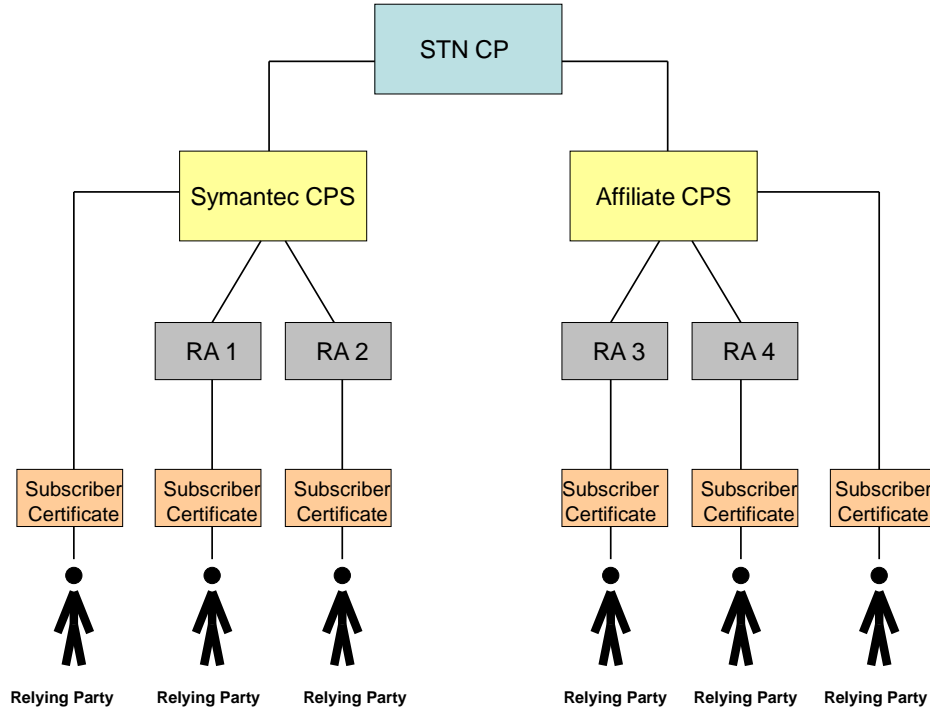 STN CP
Symantec CPS
Affiliate CPS
RA 1
RA 2
RA 3
RA 4
Subscriber
Certificate
Subscriber
Certificate
Subscriber
Certificate
Subscriber
Certificate
Subscriber
Certificate
Subscriber
Certificate
Relying Party
Relying Party
Relying Party
Relying Party
Relying Party
Relying Party